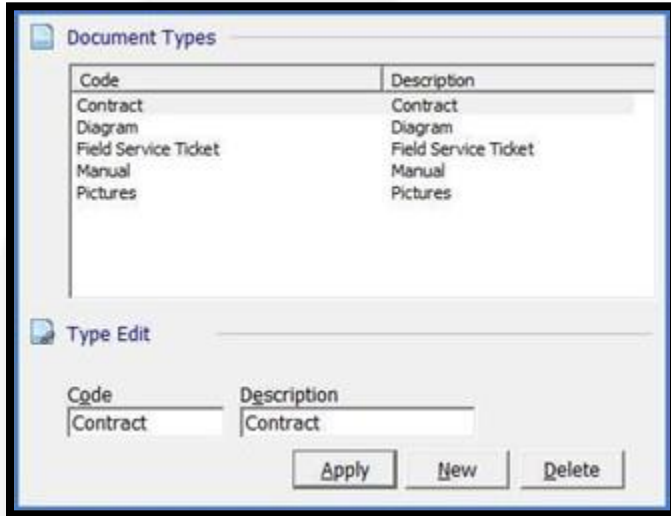 Document Types
Code Description
Contract Contract
Diagram Diagram
Field Service Ticket Field Service Ticket
Manual Manual
Pictures Pictures
Type Edit
Code Description
Contract Contract
Apply New Delete